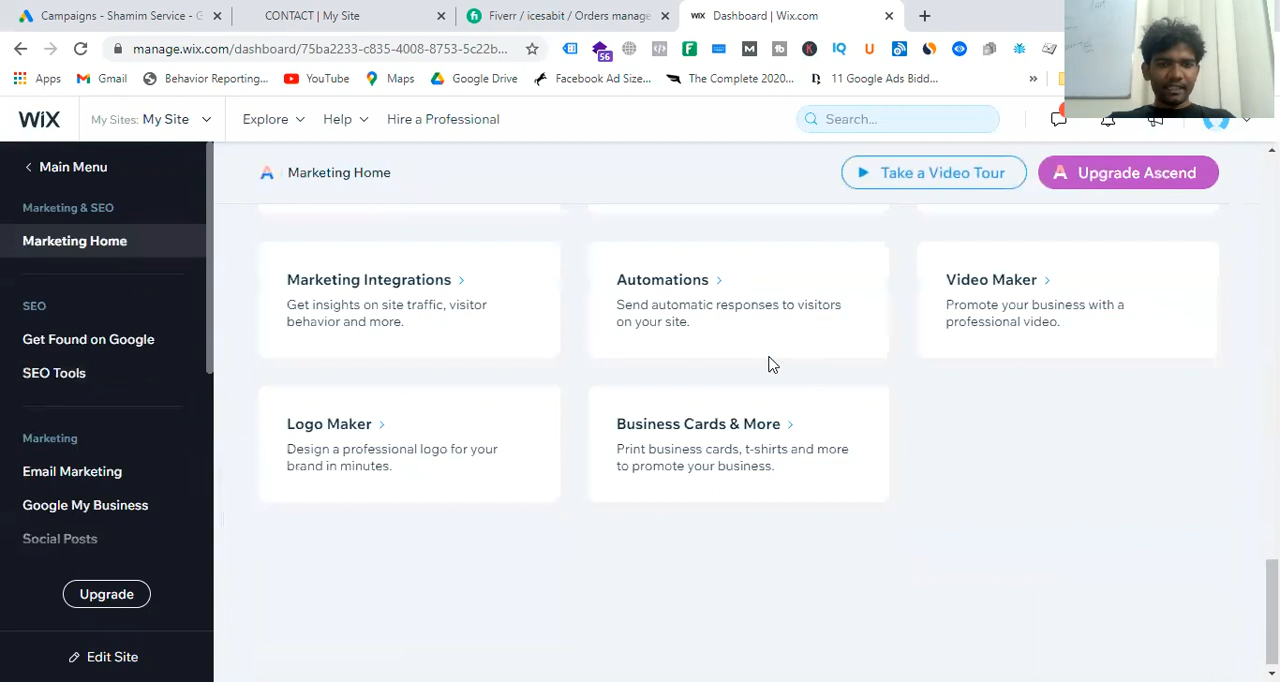 Campaigns - Shamim Service - G
CONTACT | My Site
Fiverr / icesabit / Orders manage
WIX Dashboard | Wix.com
manage.wix.com/dashboard/75ba2233-c835-4008-8753-5c22b...
56
IQ
Apps
Gmail
Behavior Reporting...
YouTube
Maps
Google Drive
Facebook Ad Size...
The Complete 2020...
11 Google Ads Bidd...
WiX
My Sites: My Site
Explore
Help
Hire a Professional
Search...
Main Menu
Marketing & SEO
Marketing Home
SEO
Get Found on Google
SEO Tools
Marketing
Email Marketing
Google My Business
Social Posts
Upgrade
Edit Site
Marketing Home
Take a Video Tour
Upgrade Ascend
Marketing Integrations
Get insights on site traffic, visitor
behavior and more.
Automations
Send automatic responses to visitors
on your site.
Video Maker
Promote your business with a
professional video.
Logo Maker
Design a professional logo for your
brand in minutes.
Business Cards & More
Print business cards, t-shirts and more
to promote your business.